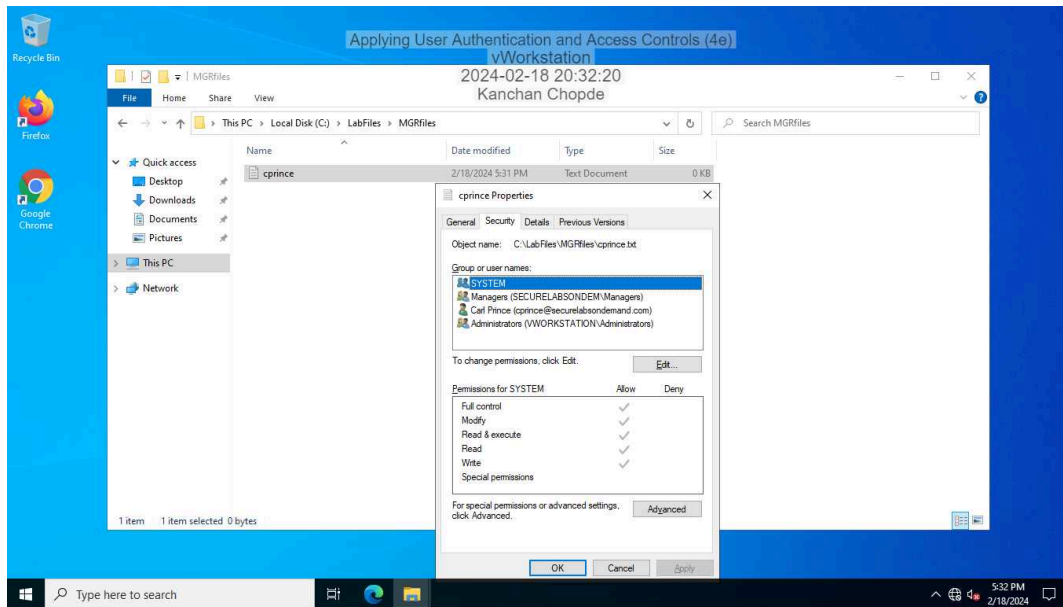 Applying User Authentication and Access Controls (4e)
vWorkstation
2024-02-18 20:32:20
Kanchan Chopde
Recycle Bin
Firefox
Google
Chrome
MGRfiles
File Home Share View
This PC > Local Disk (C:) > LabFiles > MGRfiles
Search MGRfiles
Quick access
Desktop
Downloads
Documents
Pictures
This PC
Network
Name Date modified Type Size
cprince 2/18/2024 5:31 PM Text Document 0 KB
cprince Properties
General Security Details Previous Versions
Object name: C:\LabFiles\MGRfiles\cprince.txt
Group or user names:
SYSTEM
Managers (SECURELABSONDEM\Managers)
Carl Prince (cprince@securelabsondemand.com)
Administrators (VWORKSTATION\Administrators)
To change permissions, click Edit.
Edit...
Permissions for SYSTEM Allow Deny
Full control
Modify
Read & execute
Read
Write
Special permissions
For special permissions or advanced settings,
click Advanced.
Advanced
OK Cancel Apply
1 item 1 item selected 0 bytes
Type here to search
5:32 PM
2/18/2024